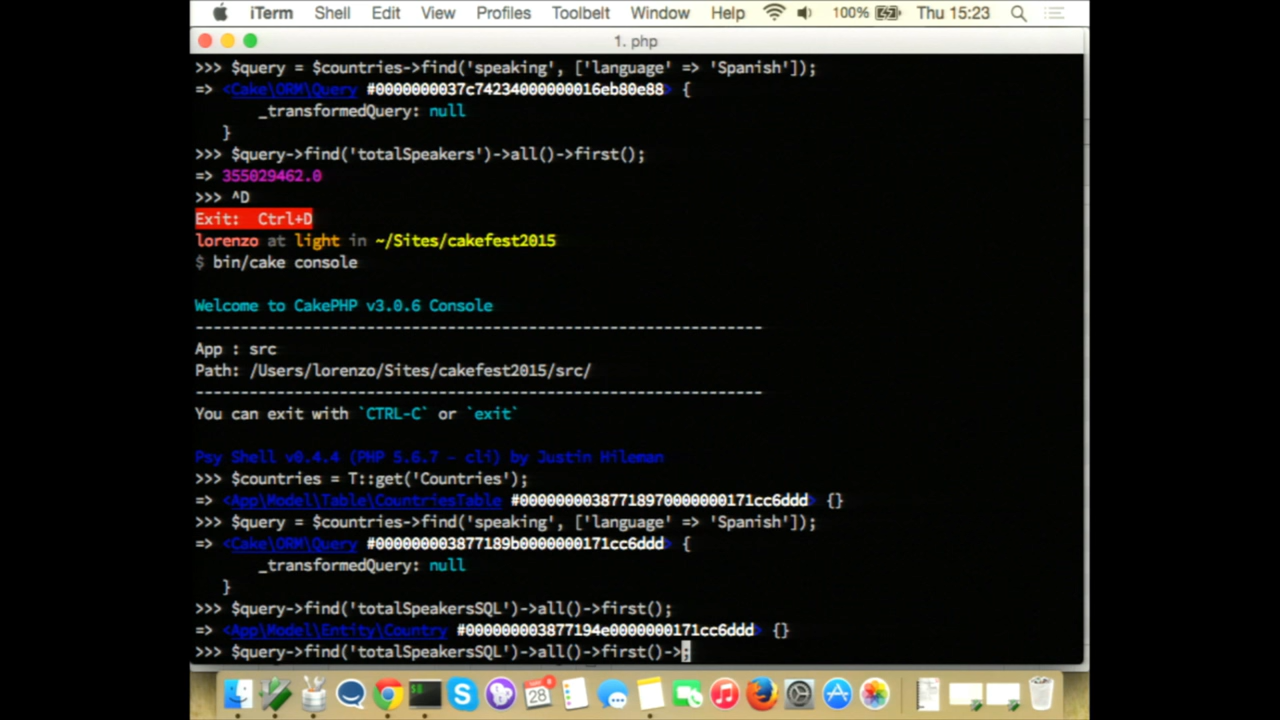 iTerm Shell Edit View Profiles Toolbelt Window Help 100% Thu 15:23
1. php
>>> $query = $countries->find('speaking', ['language' => 'Spanish']);
=> <Cake\ORM\Query #0000000037c74234000000016eb80e88> {
_transformedQuery: null
}
>>> $query->find('totalSpeakers')->all()->first();
=> 355029462.0
>>> ^D
Exit: Ctrl+D
lorenzo at light in ~/Sites/cakefest2015
$ bin/cake console
Welcome to CakePHP v3.0.6 Console
---------------------------------------------------------------
App : src
Path: /Users/lorenzo/Sites/cakefest2015/src/
---------------------------------------------------------------
You can exit with `CTRL-C` or `exit`
Psy Shell v0.4.4 (PHP 5.6.7 — cli) by Justin Hileman
>>> $countries = T::get('Countries');
=> <App\Model\Table\CountriesTable #00000000387718970000000171cc6ddd> {}
>>> $query = $countries->find('speaking', ['language' => 'Spanish']);
=> <Cake\ORM\Query #000000003877189b0000000171cc6ddd> {
_transformedQuery: null
}
>>> $query->find('totalSpeakersSQL')->all()->first();
=> <App\Model\Entity\Country #000000003877194e0000000171cc6ddd> {}
>>> $query->find('totalSpeakersSQL')->all()->first()->;
28